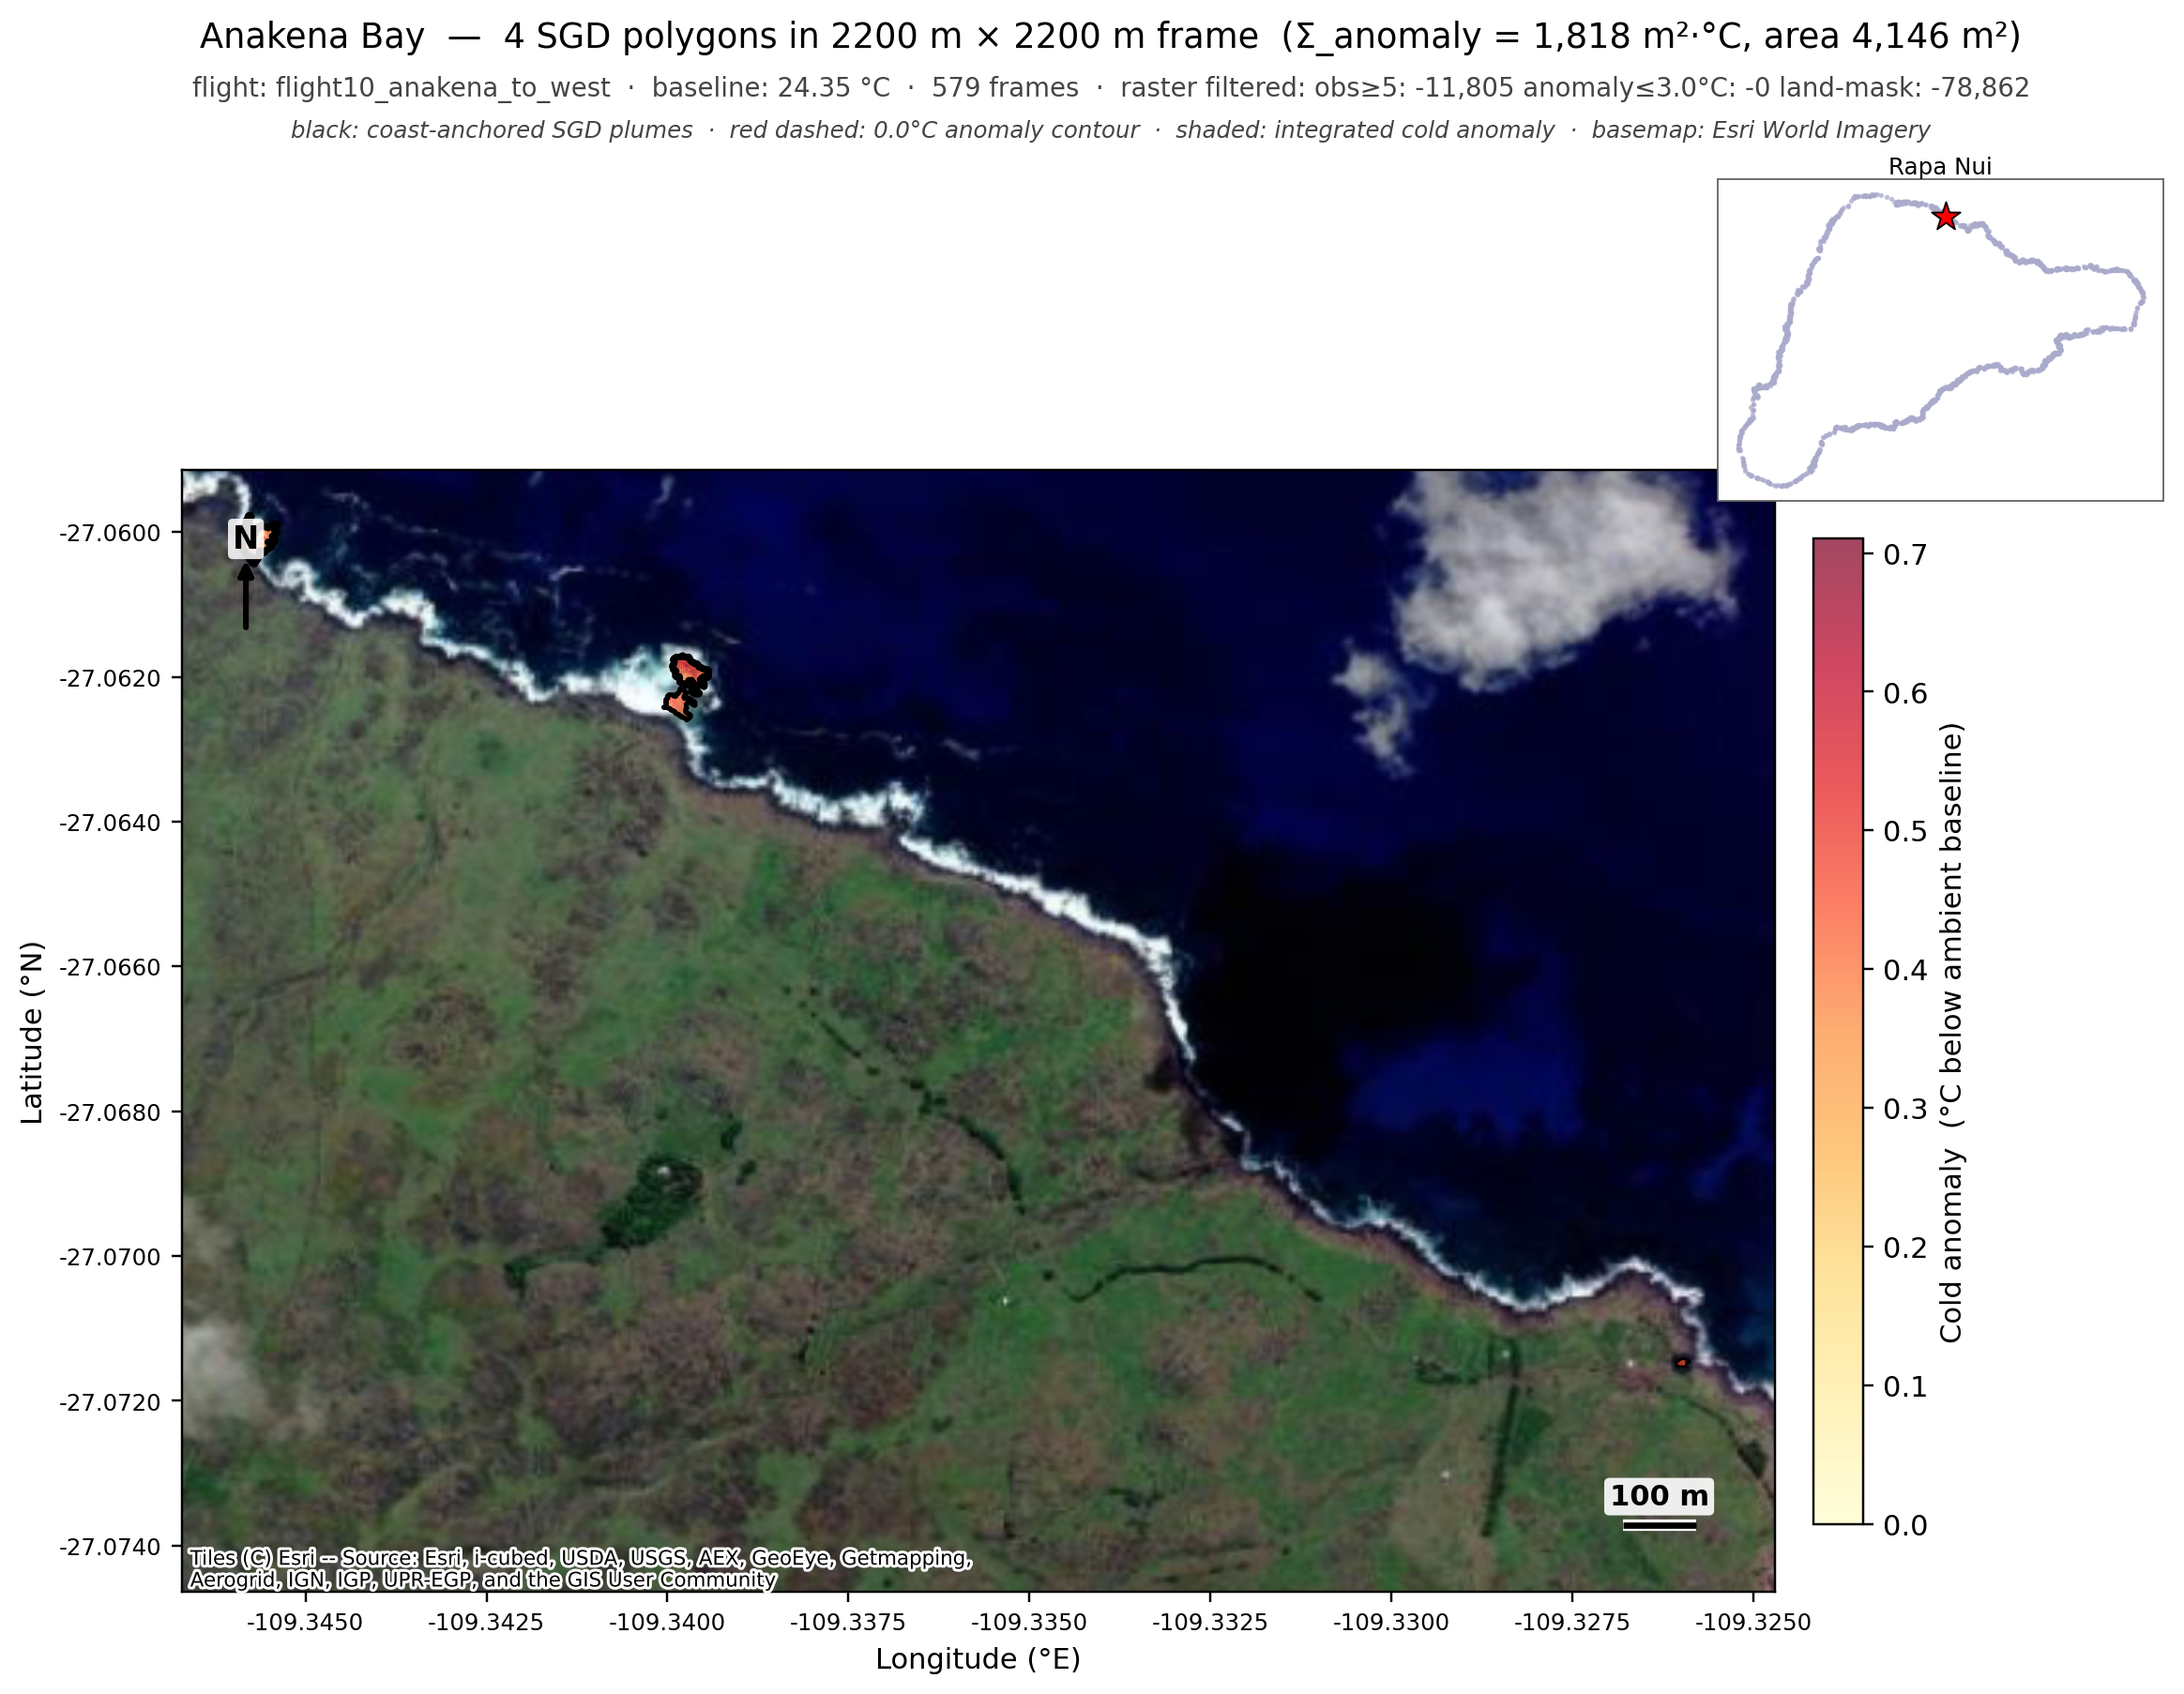 Anakena Bay — 4 SGD polygons in 2200 m × 2200 m frame (Σ_anomaly = 1,818 m²·°C, area 4,146 m²)
flight: flight10_anakena_to_west · baseline: 24.35 °C · 579 frames · raster filtered: obs≥5: -11,805 anomaly≤3.0°C: -0 land-mask: -78,862
black: coast-anchored SGD plumes · red dashed: 0.0°C anomaly contour · shaded: integrated cold anomaly · basemap: Esri World Imagery
Rapa Nui
N
-27.0600
-27.0620
-27.0640
-27.0660
-27.0680
-27.0700
-27.0720
-27.0740
Latitude (°N)
0.7
0.6
0.5
0.4
0.3
0.2
0.1
0.0
Cold anomaly (°C below ambient baseline)
100 m
Tiles (C) Esri -- Source: Esri, i-cubed, USDA, USGS, AEX, GeoEye, Getmapping,
Aerogrid, IGN, IGP, UPR-EGP, and the GIS User Community
-109.3450
-109.3425
-109.3400
-109.3375
-109.3350
-109.3325
-109.3300
-109.3275
-109.3250
Longitude (°E)